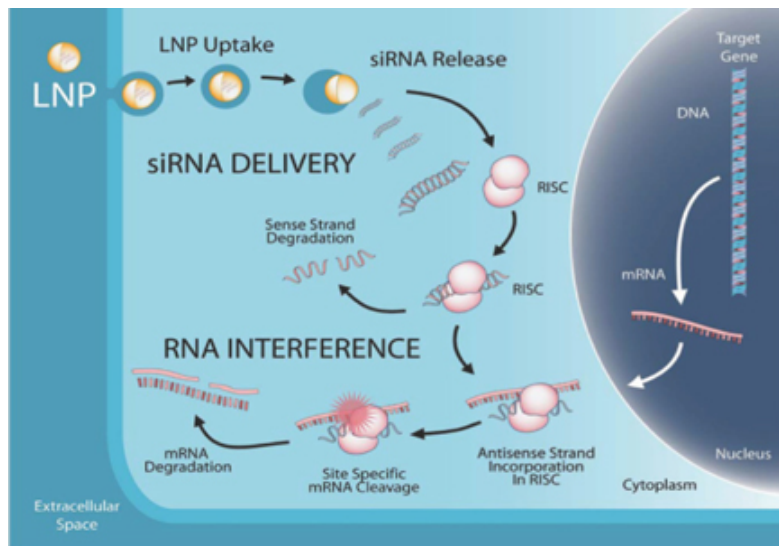 LNP Uptake
siRNA Release
LNP
Target
Gene
DNA
siRNA DELIVERY
RISC
Sense Strand
Degradation
RISC
mRNA
RNA INTERFERENCE
mRNA
Degradation
Site Specific
mRNA Cleavage
Antisense Strand
Incorporation
In RISC
Nucleus
Cytoplasm
Extracellular
Space